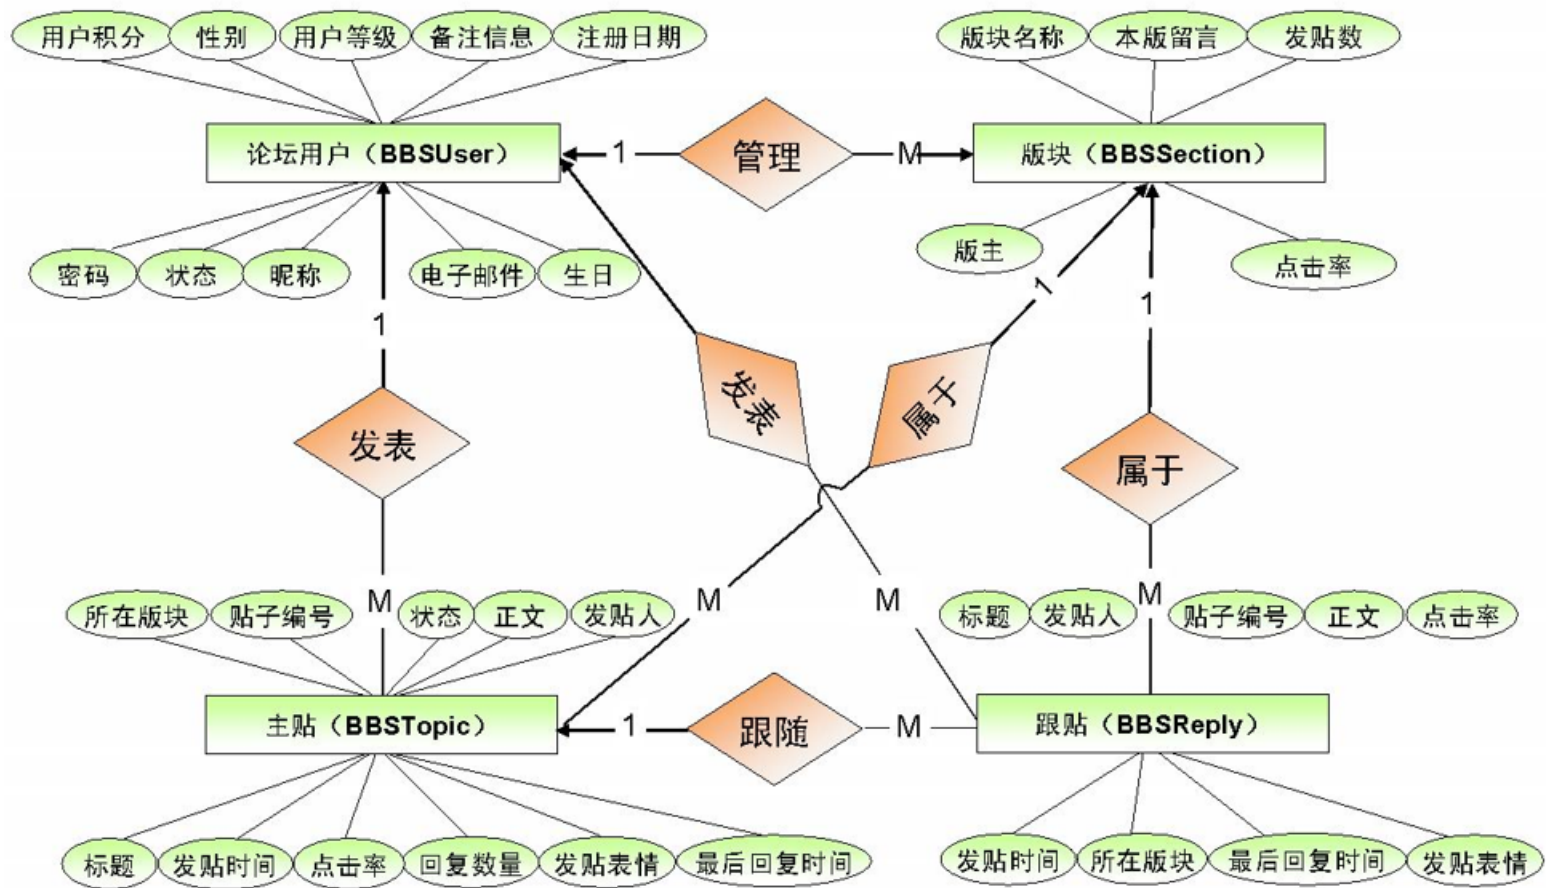 用户积分 性别 用户等级 备注信息 注册日期 版块名称 本版留言 发贴数
论坛用户（BBSUser） 1 管理 M 版块（BBSSection）
版主 点击率
密码 状态 昵称 电子邮件 生日
1 1 1
发表 属于
发表 属于
M M M M
所在版块 贴子编号 状态 正文 发贴人 标题 发贴人 贴子编号 正文 点击率
主贴（BBSTopic） 1 跟随 M 跟贴（BBSReply）
标题 发贴时间 点击率 回复数量 发贴表情 最后回复时间 发贴时间 所在版块 最后回复时间 发贴表情